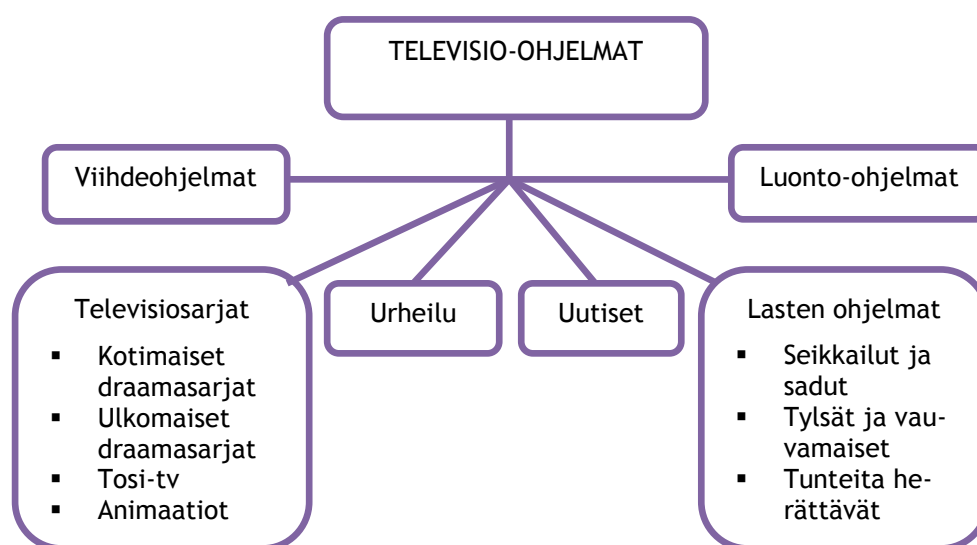 TELEVISIO-OHJELMAT
Viihdeohjelmat
Luonto-ohjelmat
Televisiosarjat
▪ Kotimaiset
draamasarjat
▪ Ulkomaiset
draamasarjat
▪ Tosi-tv
▪ Animaatiot
Urheilu
Uutiset
Lasten ohjelmat
▪ Seikkailut ja
sadut
▪ Tylsät ja vau-
vamaiset
▪ Tunteita he-
rättävät